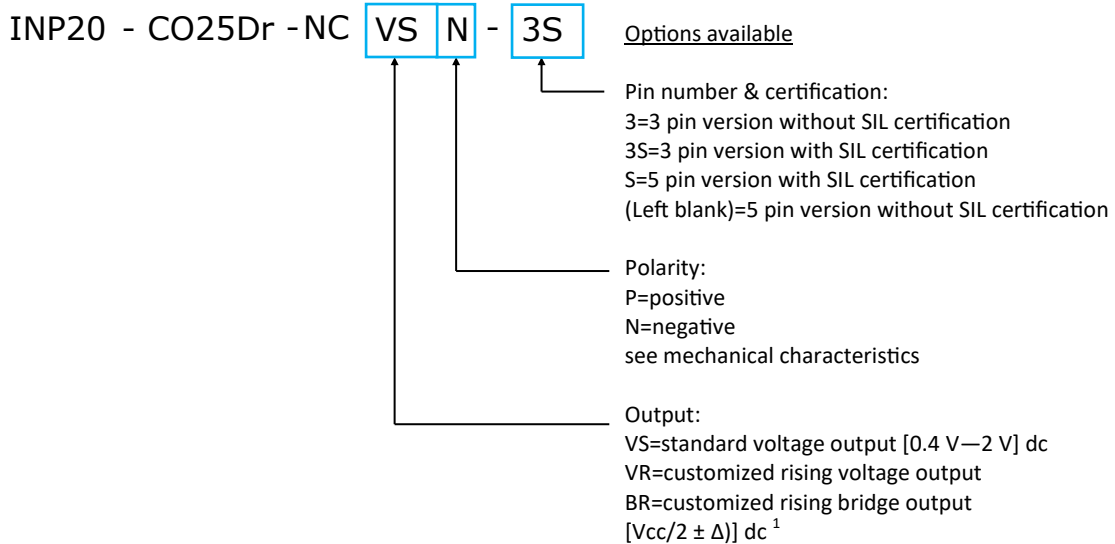 INP20 - CO25Dr - NC VS N - 3S
Options available
Pin number & certification:
3=3 pin version without SIL certification
3S=3 pin version with SIL certification
S=5 pin version with SIL certification
(Left blank)=5 pin version without SIL certification
Polarity:
P=positive
N=negative
see mechanical characteristics
Output:
VS=standard voltage output [0.4 V—2 V] dc
VR=customized rising voltage output
BR=customized rising bridge output
[Vcc/2 ± Δ)] dc ¹